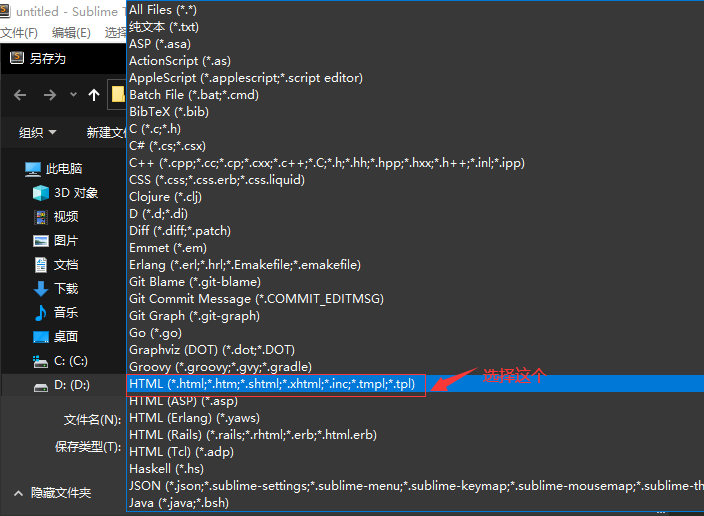 untitled - Sublime T
文件(F) 编辑(E) 选择
另存为
组织 新建文件
此电脑
3D 对象
视频
图片
文档
下载
音乐
桌面
C: (C:)
D: (D:)
文件名(N):
保存类型(T):
隐藏文件夹
All Files (*.*)
纯文本 (*.txt)
ASP (*.asa)
ActionScript (*.as)
AppleScript (*.applescript;*.script editor)
Batch File (*.bat;*.cmd)
BibTeX (*.bib)
C (*.c;*.h)
C# (*.cs;*.csx)
C++ (*.cpp;*.cc;*.cp;*.cxx;*.c++;*.C;*.h;*.hh;*.hpp;*.hxx;*.h++;*.inl;*.ipp)
CSS (*.css;*.css.erb;*.css.liquid)
Clojure (*.clj)
D (*.d;*.di)
Diff (*.diff;*.patch)
Emmet (*.em)
Erlang (*.erl;*.hrl;*.Emakefile;*.emakefile)
Git Blame (*.git-blame)
Git Commit Message (*.COMMIT_EDITMSG)
Git Graph (*.git-graph)
Go (*.go)
Graphviz (DOT) (*.dot;*.DOT)
Groovy (*.groovy;*.gvy;*.gradle)
HTML (*.html;*.htm;*.shtml;*.xhtml;*.inc;*.tmpl;*.tpl) 选择这个
HTML (ASP) (*.asp)
HTML (Erlang) (*.yaws)
HTML (Rails) (*.rails;*.rhtml;*.erb;*.html.erb)
HTML (Tcl) (*.adp)
Haskell (*.hs)
JSON (*.json;*.sublime-settings;*.sublime-menu;*.sublime-keymap;*.sublime-mousemap;*.sublime-th
Java (*.java;*.bsh)